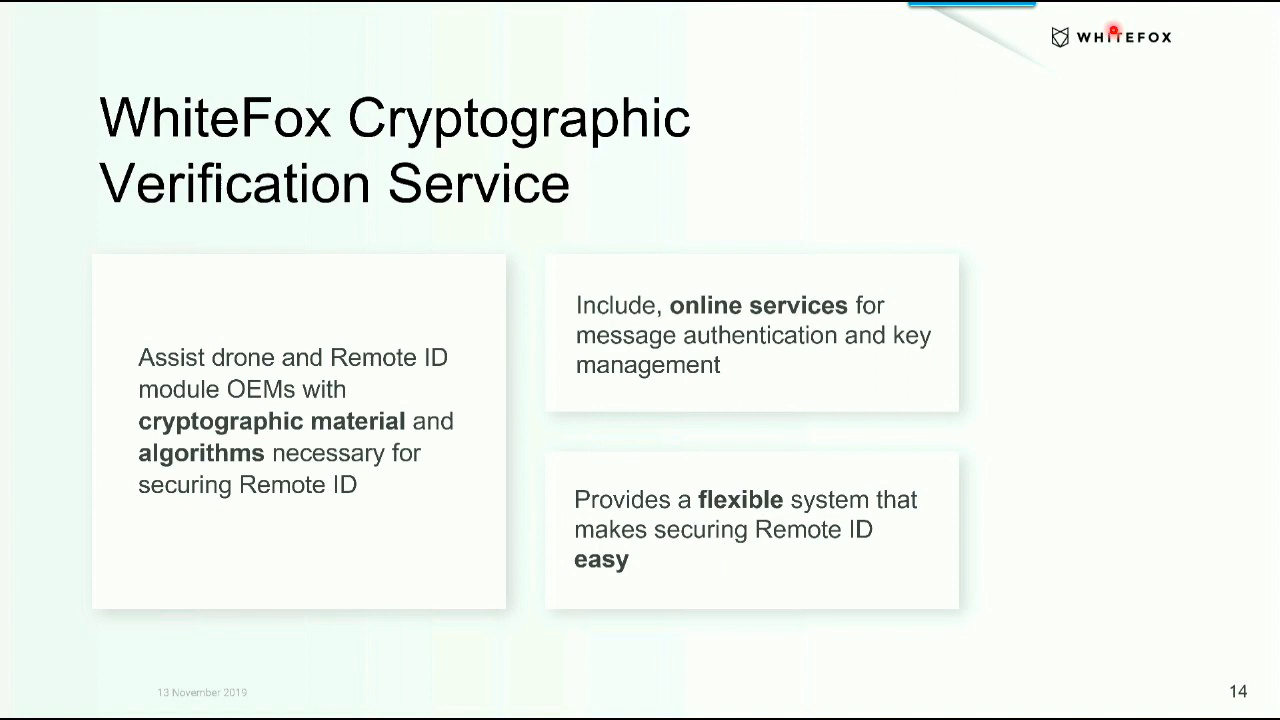 WHITEFOX
WhiteFox Cryptographic
Verification Service
Assist drone and Remote ID
module OEMs with
cryptographic material and
algorithms necessary for
securing Remote ID
Include, online services for
message authentication and key
management
Provides a flexible system that
makes securing Remote ID
easy
13 November 2019
14